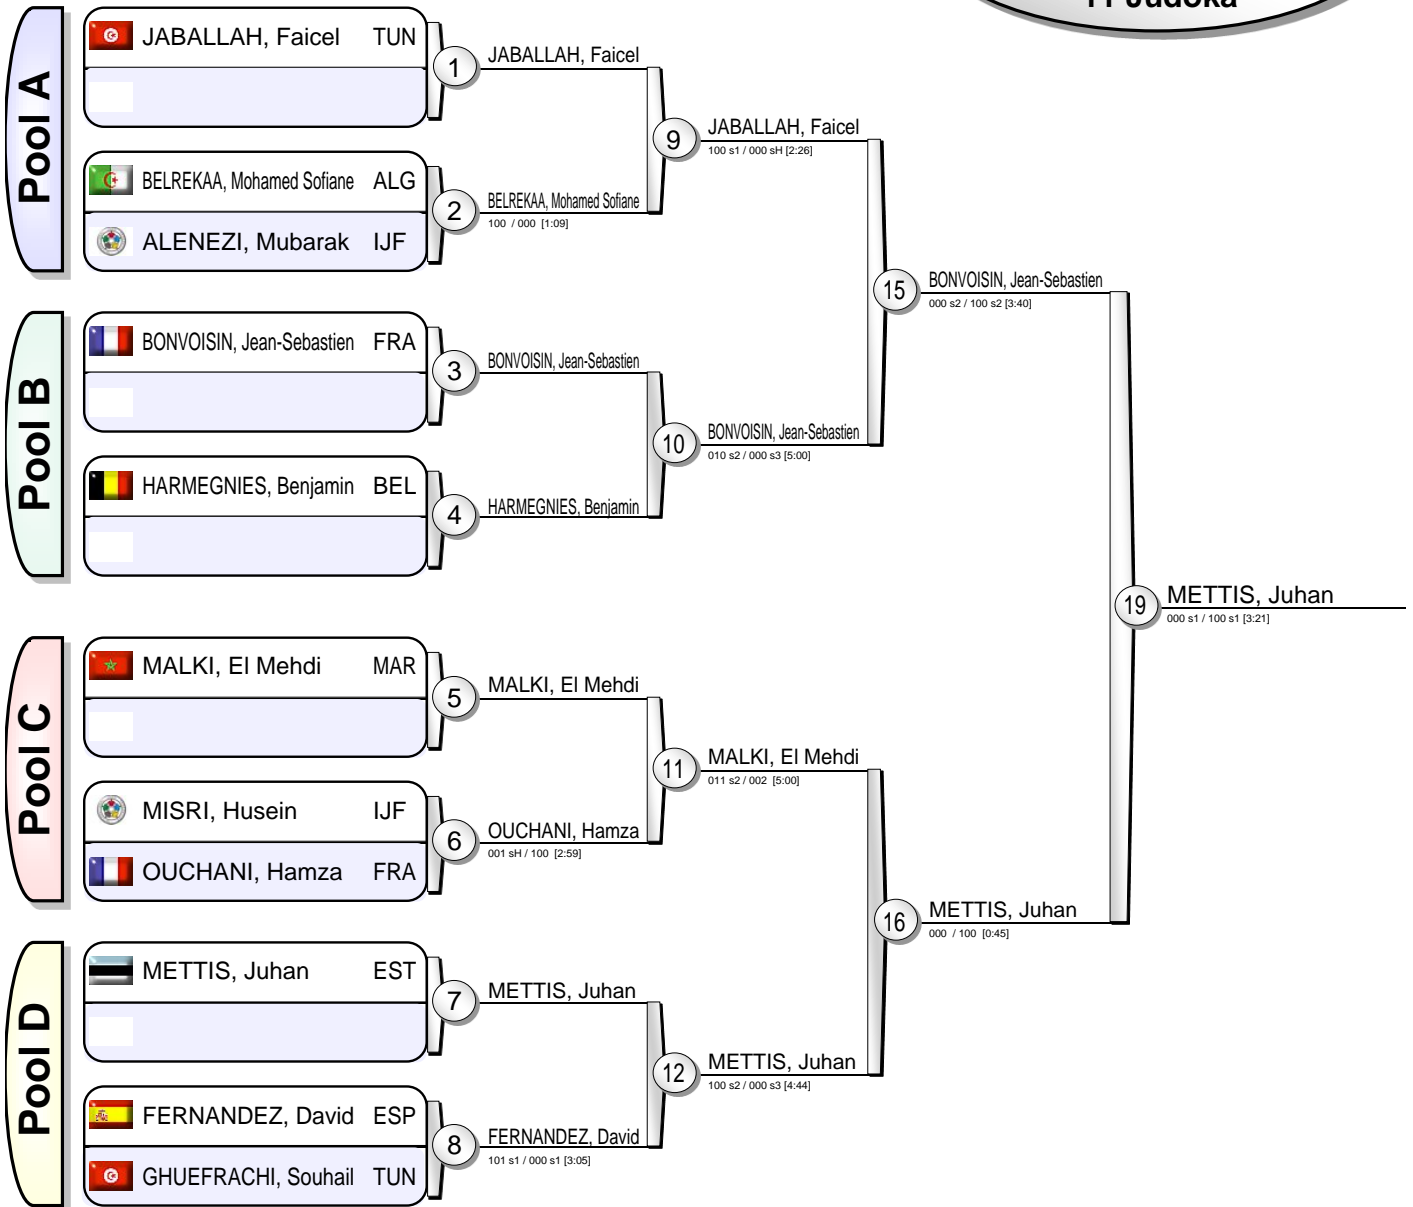 11 Judoka
Pool A
JABALLAH, Faicel TUN
1
JABALLAH, Faicel
BELREKAA, Mohamed Sofiane ALG
ALENEZI, Mubarak IJF
2
BELREKAA, Mohamed Sofiane
100 / 000 [1:09]
9
JABALLAH, Faicel
100 s1 / 000 sH [2:26]
Pool B
BONVOISIN, Jean-Sebastien FRA
3
BONVOISIN, Jean-Sebastien
HARMEGNIES, Benjamin BEL
4
HARMEGNIES, Benjamin
10
BONVOISIN, Jean-Sebastien
010 s2 / 000 s3 [5:00]
15
BONVOISIN, Jean-Sebastien
000 s2 / 100 s2 [3:40]
Pool C
MALKI, El Mehdi MAR
5
MALKI, El Mehdi
MISRI, Husein IJF
OUCHANI, Hamza FRA
6
OUCHANI, Hamza
001 sH / 100 [2:59]
11
MALKI, El Mehdi
011 s2 / 002 [5:00]
Pool D
METTIS, Juhan EST
7
METTIS, Juhan
FERNANDEZ, David ESP
GHUEFRACHI, Souhail TUN
8
FERNANDEZ, David
101 s1 / 000 s1 [3:05]
12
METTIS, Juhan
100 s2 / 000 s3 [4:44]
16
METTIS, Juhan
000 / 100 [0:45]
19
METTIS, Juhan
000 s1 / 100 s1 [3:21]